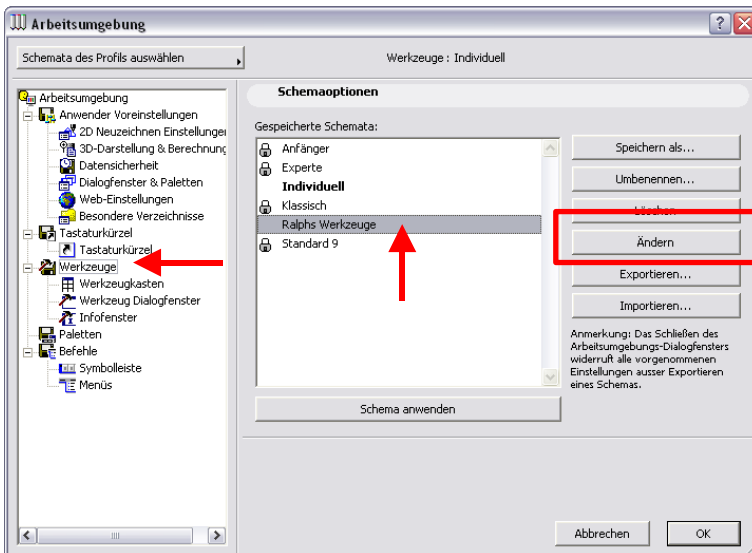 Arbeitsumgebung
Schemata des Profils auswählen
Werkzeuge : Individuell
Arbeitsumgebung
Anwender Voreinstellungen
2D Neuzeichnen Einstellunge
3D-Darstellung & Berechnung
Datensicherheit
Dialogfenster & Paletten
Web-Einstellungen
Besondere Verzeichnisse
Tastaturkürzel
Tastaturkürzel
Werkzeuge
Werkzeugkasten
Werkzeug Dialogfenster
Infofenster
Paletten
Befehle
Symbolleiste
Menüs
Schemaoptionen
Gespeicherte Schemata:
Anfänger
Experte
Individuell
Klassisch
Ralphs Werkzeuge
Standard 9
Schema anwenden
Speichern als...
Umbenennen...
Löschen
Ändern
Exportieren...
Importieren...
Anmerkung: Das Schließen des
Arbeitsumgebungs-Dialogfensters
widerruft alle vorgenommenen
Einstellungen ausser Exportieren
eines Schemas.
Abbrechen
OK